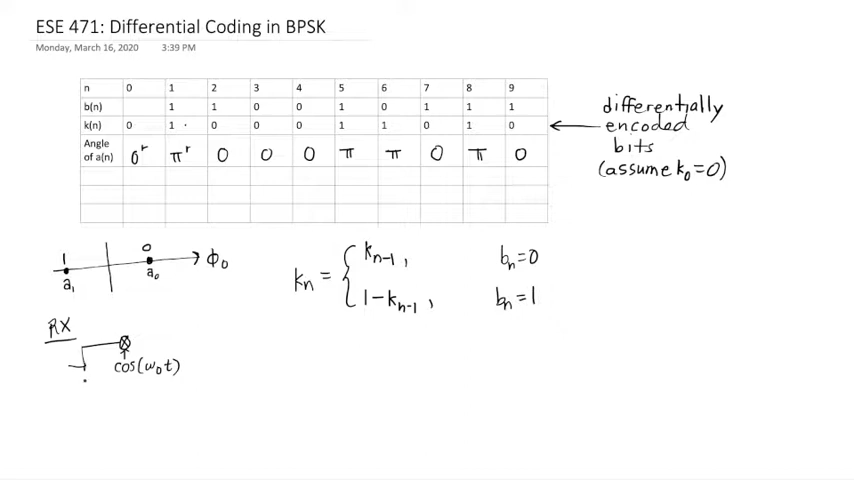 ESE 471: Differential Coding in BPSK
Monday, March 16, 2020 3:39 PM
n 0 1 2 3 4 5 6 7 8 9
b(n) 1 1 0 0 1 0 1 1 1
k(n) 0 1 0 0 0 1 1 0 1 0
Angle of a(n) 0ʳ πʳ 0 0 0 π π 0 π 0
differentially
encoded
bits
(assume k₀=0)
1 0 ϕ₀
a₁ a₀
kₙ = { kₙ₋₁, bₙ=0
1-kₙ₋₁, bₙ=1
RX
cos(ω₀t)